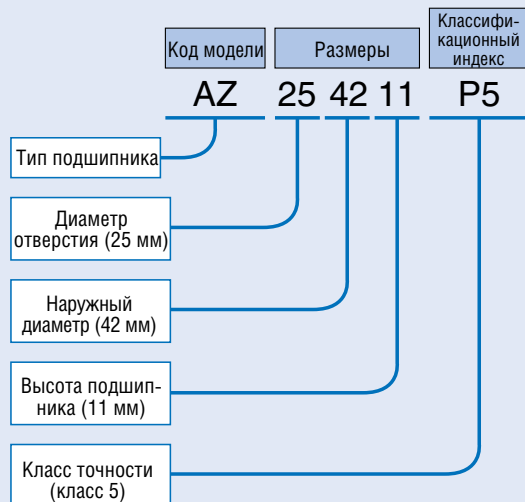 Код модели
Размеры
Классифи-
кационный
индекс
AZ 25 42 11 P5
Тип подшипника
Диаметр
отверстия (25 мм)
Наружный
диаметр (42 мм)
Высота подшип-
ника (11 мм)
Класс точности
(класс 5)